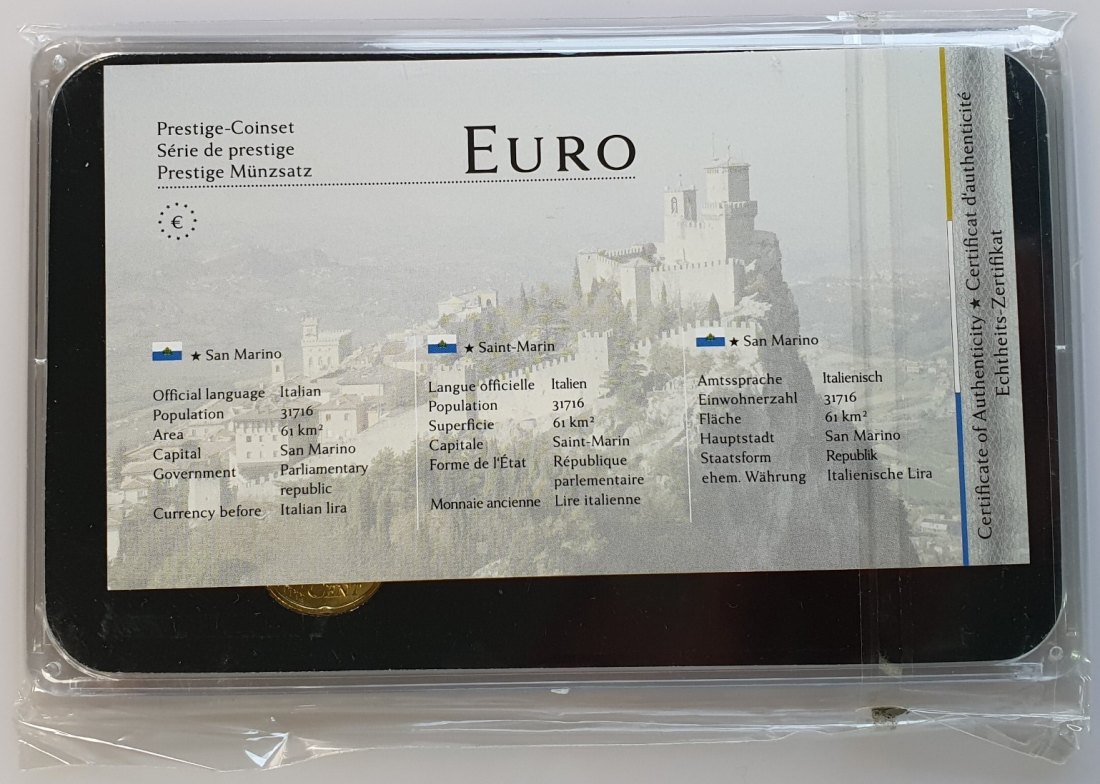 Prestige-Coinset
Série de prestige
Prestige Münzsatz
EURO
€
★ San Marino
Official language Italian
Population 31716
Area 61 km²
Capital San Marino
Government Parliamentary
republic
Currency before Italian lira
★ Saint-Marin
Langue officielle Italien
Population 31716
Superficie 61 km²
Capitale Saint-Marin
Forme de l'État République
parlementaire
Monnaie ancienne Lire italienne
★ San Marino
Amtssprache Italienisch
Einwohnerzahl 31716
Fläche 61 km²
Hauptstadt San Marino
Staatsform Republik
ehem. Währung Italienische Lira
Certificate of Authenticity ★ Certificat d'authenticité
Echtheits-Zertifikat
CENT